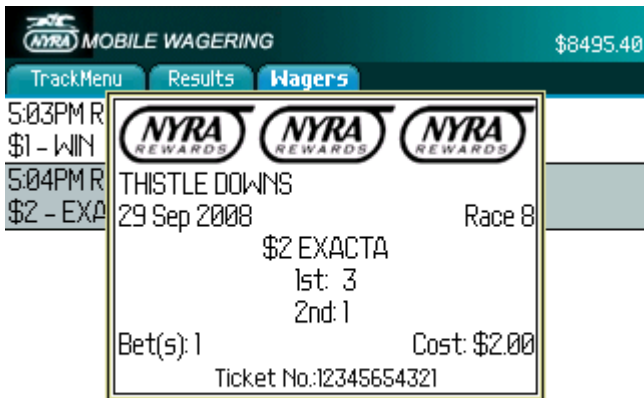 NYRA MOBILE WAGERING
$8495.40
TrackMenu Results Wagers
5:03PM R
$1 - WIN
5:04PM R
$2 - EXA
NYRA REWARDS NYRA REWARDS NYRA REWARDS
THISTLE DOWNS
29 Sep 2008 Race 8
$2 EXACTA
1st: 3
2nd: 1
Bet(s): 1 Cost: $2.00
Ticket No.:12345654321